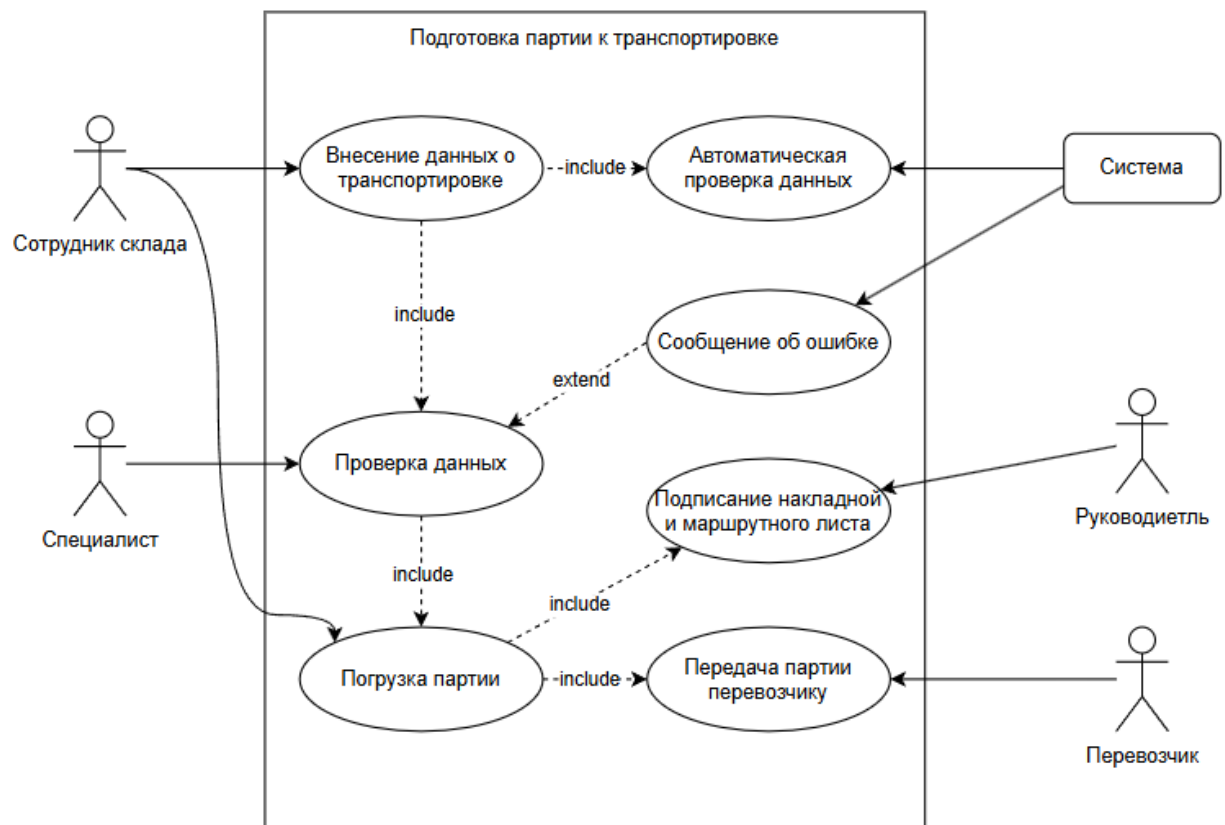 Подготовка партии к транспортировке
Внесение данных о
транспортировке
include
Автоматическая
проверка данных
Система
Сотрудник склада
include
Сообщение об ошибке
extend
Проверка данных
Специалист
Подписание накладной
и маршрутного листа
Руководиетль
include
include
Погрузка партии
include
Передача партии
перевозчику
Перевозчик